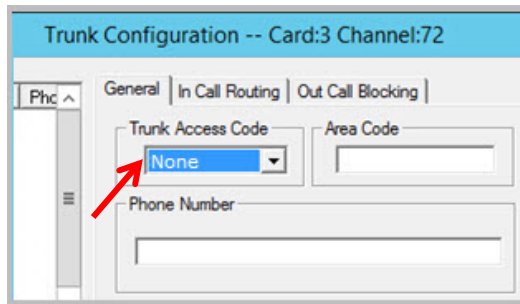 Trunk Configuration -- Card:3 Channel:72
Pho
General In Call Routing Out Call Blocking
Trunk Access Code Area Code
None
Phone Number